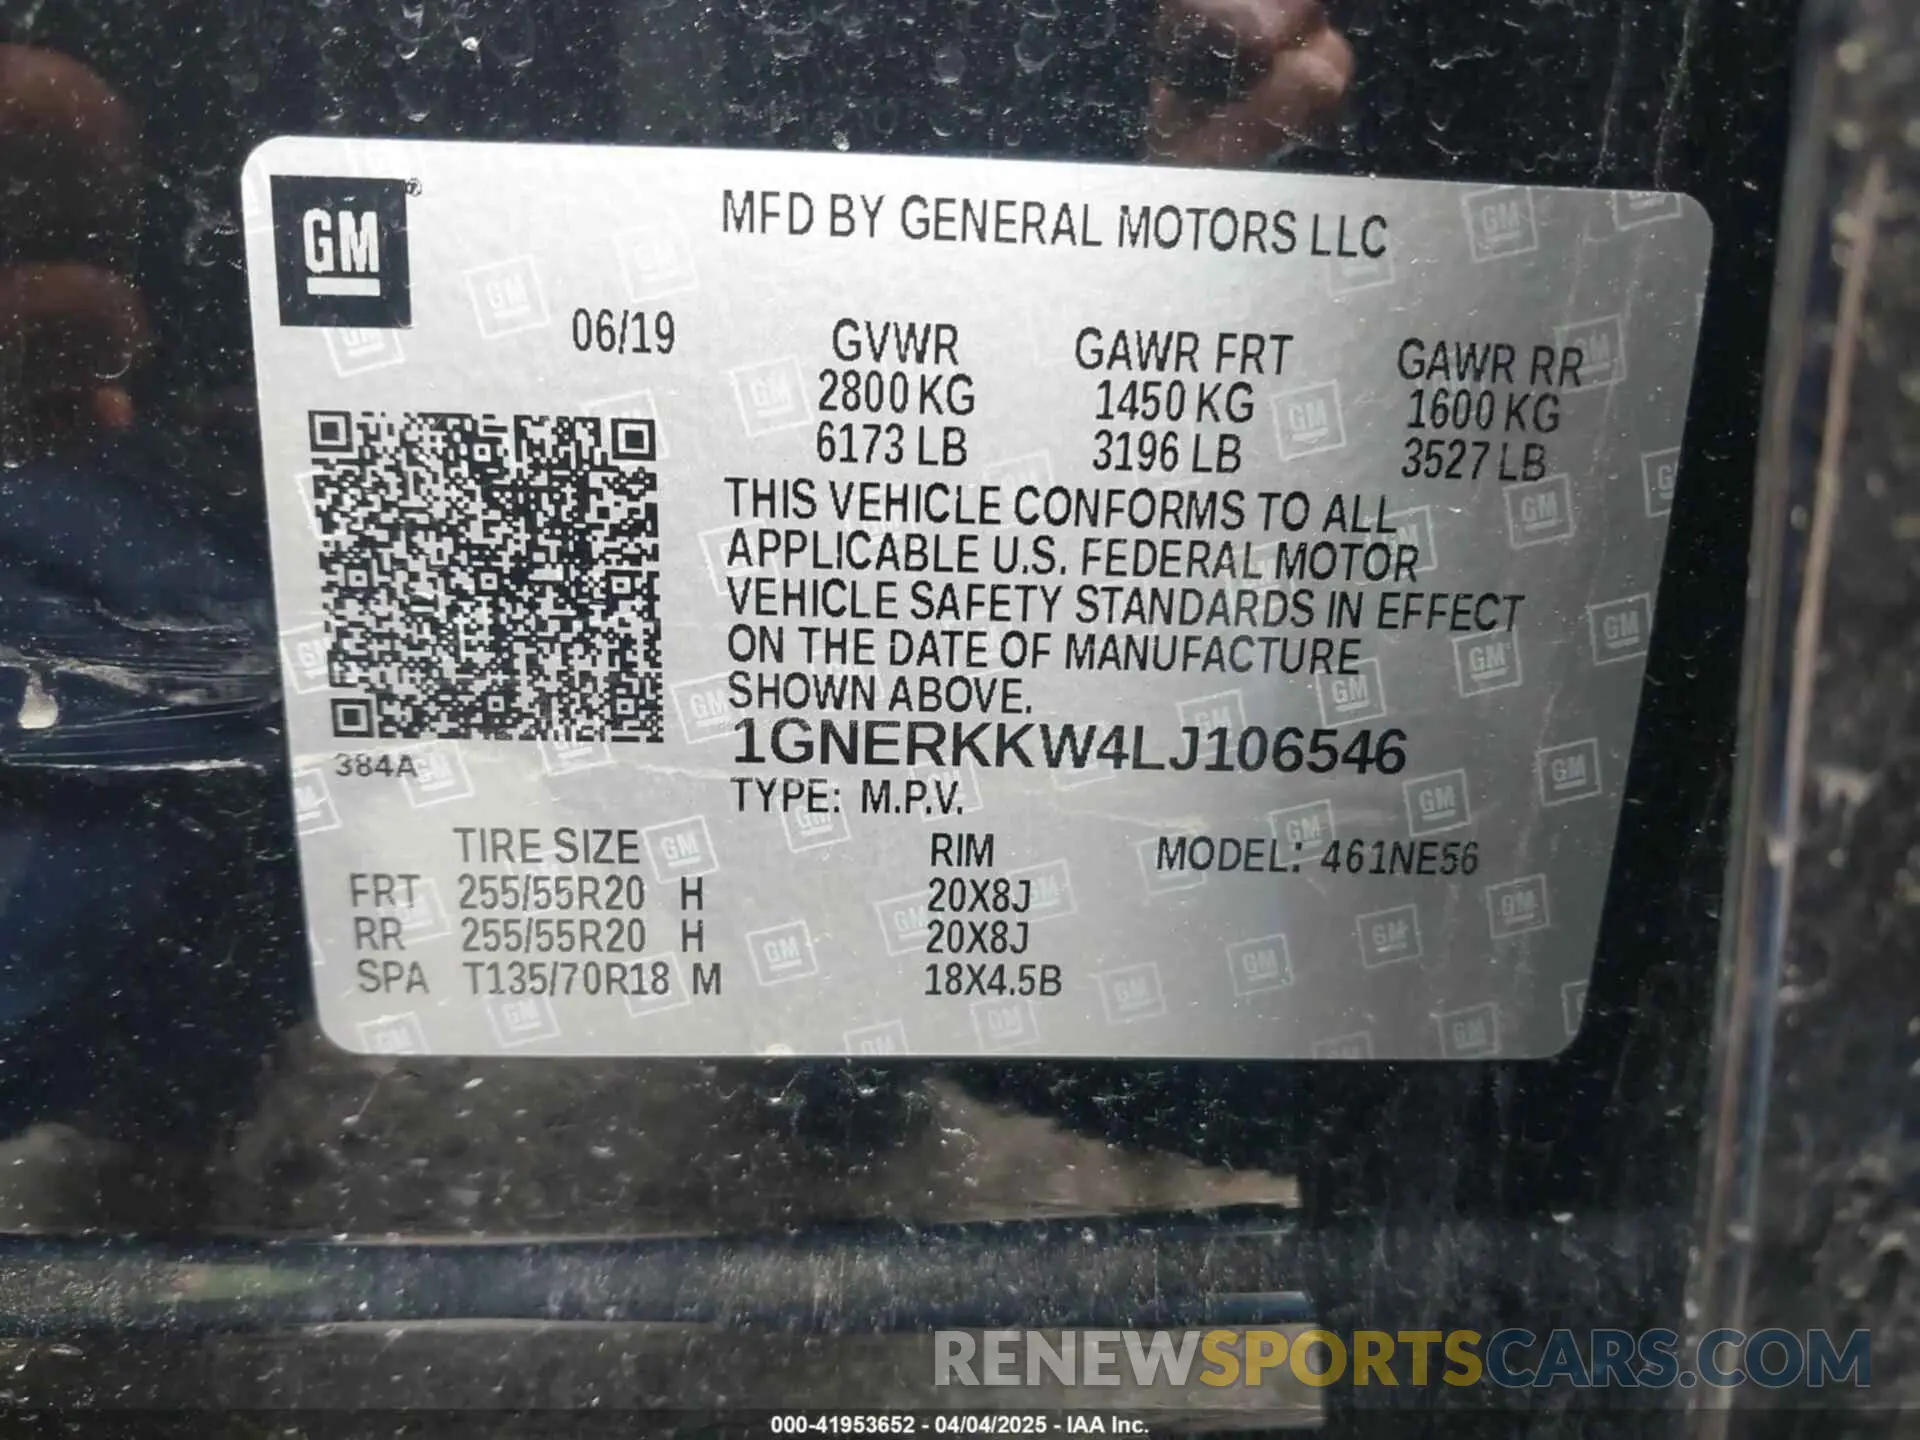 GM ®
MFD BY GENERAL MOTORS LLC
06/19
GVWR GAWR FRT GAWR RR
2800 KG 1450 KG 1600 KG
6173 LB 3196 LB 3527 LB
THIS VEHICLE CONFORMS TO ALL
APPLICABLE U.S. FEDERAL MOTOR
VEHICLE SAFETY STANDARDS IN EFFECT
ON THE DATE OF MANUFACTURE
SHOWN ABOVE.
1GNERKKW4LJ106546
384A
TYPE: M.P.V.
TIRE SIZE RIM MODEL: 461NE56
FRT 255/55R20 H 20X8J
RR 255/55R20 H 20X8J
SPA T135/70R18 M 18X4.5B
RENEWSPORTSCARS.COM
000-41953652 - 04/04/2025 - IAA Inc.